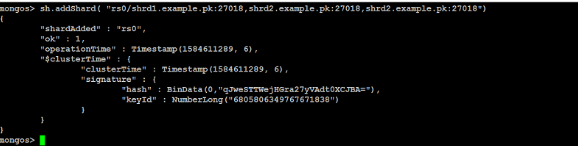 mongos> sh.addShard( "rs0/shrd1.example.pk:27018,shrd2.example.pk:27018,shrd2.example.pk:27018")
{
"shardAdded" : "rs0",
"ok" : 1,
"operationTime" : Timestamp(1584611289, 6),
"$clusterTime" : {
"clusterTime" : Timestamp(1584611289, 6),
"signature" : {
"hash" : BinData(0,"qJweSTTWejHGra27yVAdt0XCJBA="),
"keyId" : NumberLong("6805806349767671838")
}
}
}
mongos>